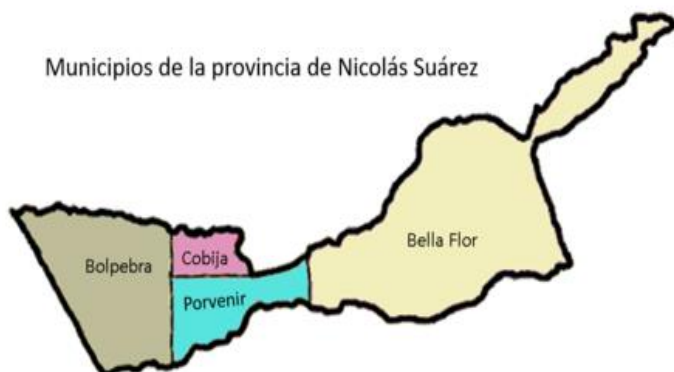 Municipios de la provincia de Nicolás Suárez
Bella Flor
Cobija
Bolpebra
Porvenir